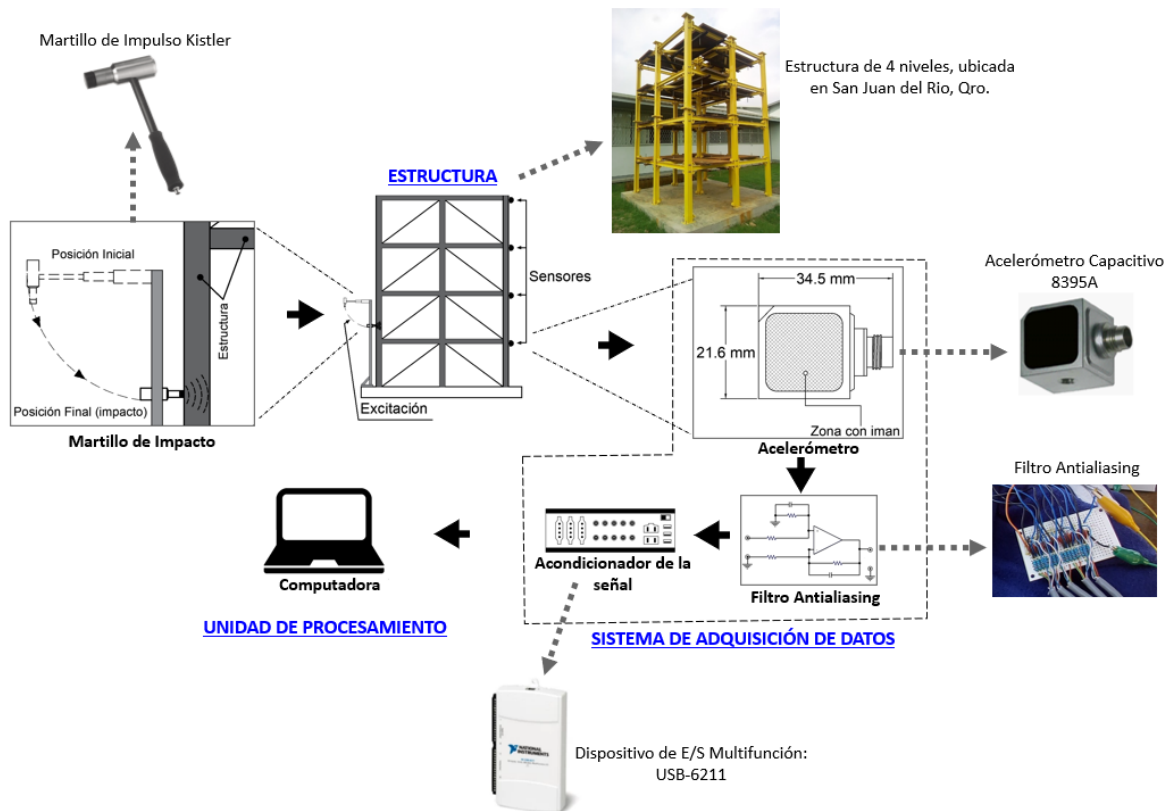 Martillo de Impulso Kistler
Estructura de 4 niveles, ubicada
en San Juan del Rio, Qro.
ESTRUCTURA
Posición Inicial
Estructura
Posición Final (impacto)
Martillo de Impacto
Sensores
Excitación
34.5 mm
21.6 mm
Zona con iman
Acelerómetro
Acelerómetro Capacitivo
8395A
Filtro Antialiasing
Computadora
Acondicionador de la
señal
Filtro Antialiasing
UNIDAD DE PROCESAMIENTO
SISTEMA DE ADQUISICIÓN DE DATOS
NATIONAL
INSTRUMENTS
Dispositivo de E/S Multifunción:
USB-6211